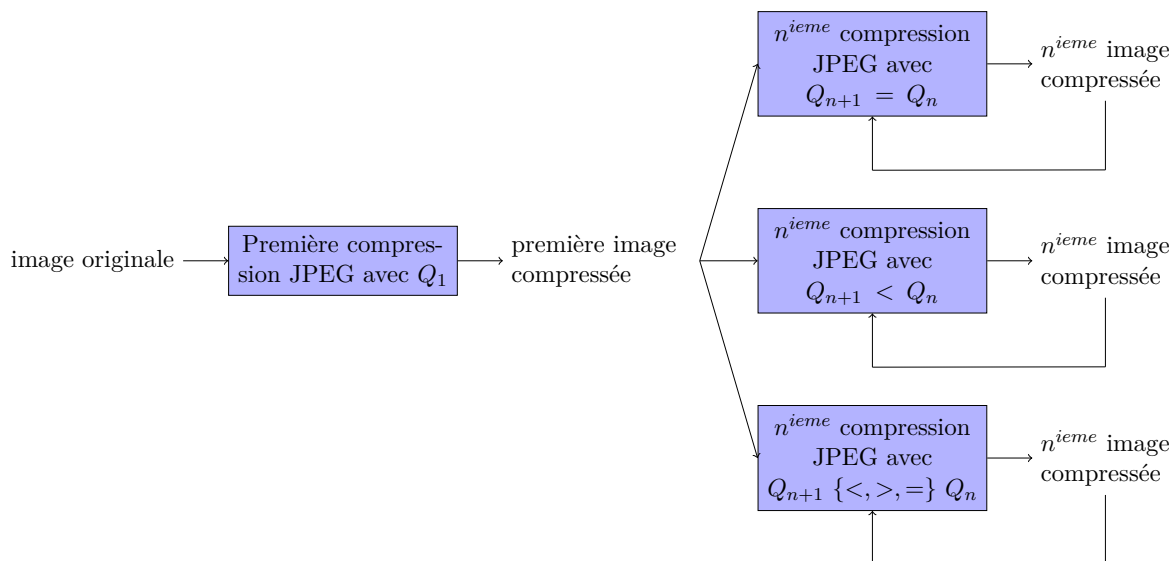 image originale
Première compres-
sion JPEG avec Q₁
première image
compressée
nⁱᵉᵐᵉ compression
JPEG avec
Qₙ₊₁ = Qₙ
nⁱᵉᵐᵉ image
compressée
nⁱᵉᵐᵉ compression
JPEG avec
Qₙ₊₁ < Qₙ
nⁱᵉᵐᵉ image
compressée
nⁱᵉᵐᵉ compression
JPEG avec
Qₙ₊₁ {<, >, =} Qₙ
nⁱᵉᵐᵉ image
compressée